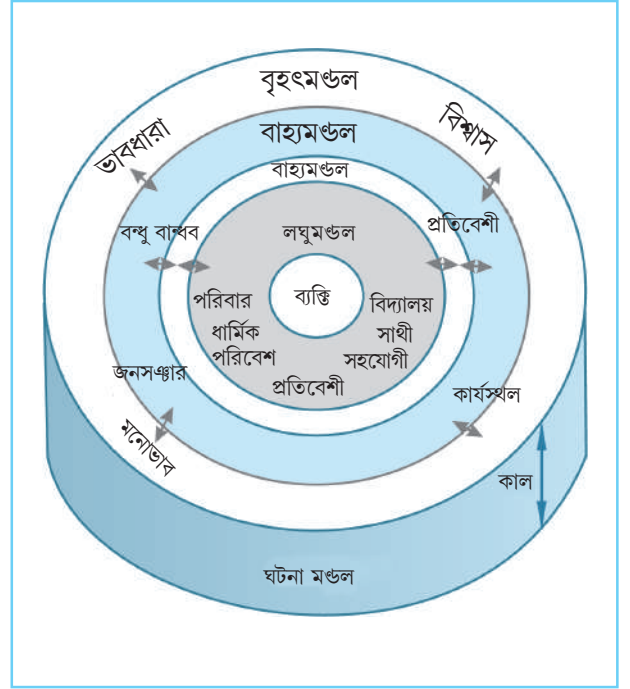 বৃহৎমণ্ডল
ভাবধারা
বিশ্বাস
বাহ্যমণ্ডল
বাহ্যমণ্ডল
বন্ধু বান্ধব
প্রতিবেশী
লঘুমণ্ডল
ব্যক্তি
পরিবার
বিদ্যালয়
ধার্মিক
পরিবেশ
সাথী
সহযোগী
প্রতিবেশী
জনসঞ্চার
কার্যস্থল
মনোভাব
কাল
ঘটনা মণ্ডল